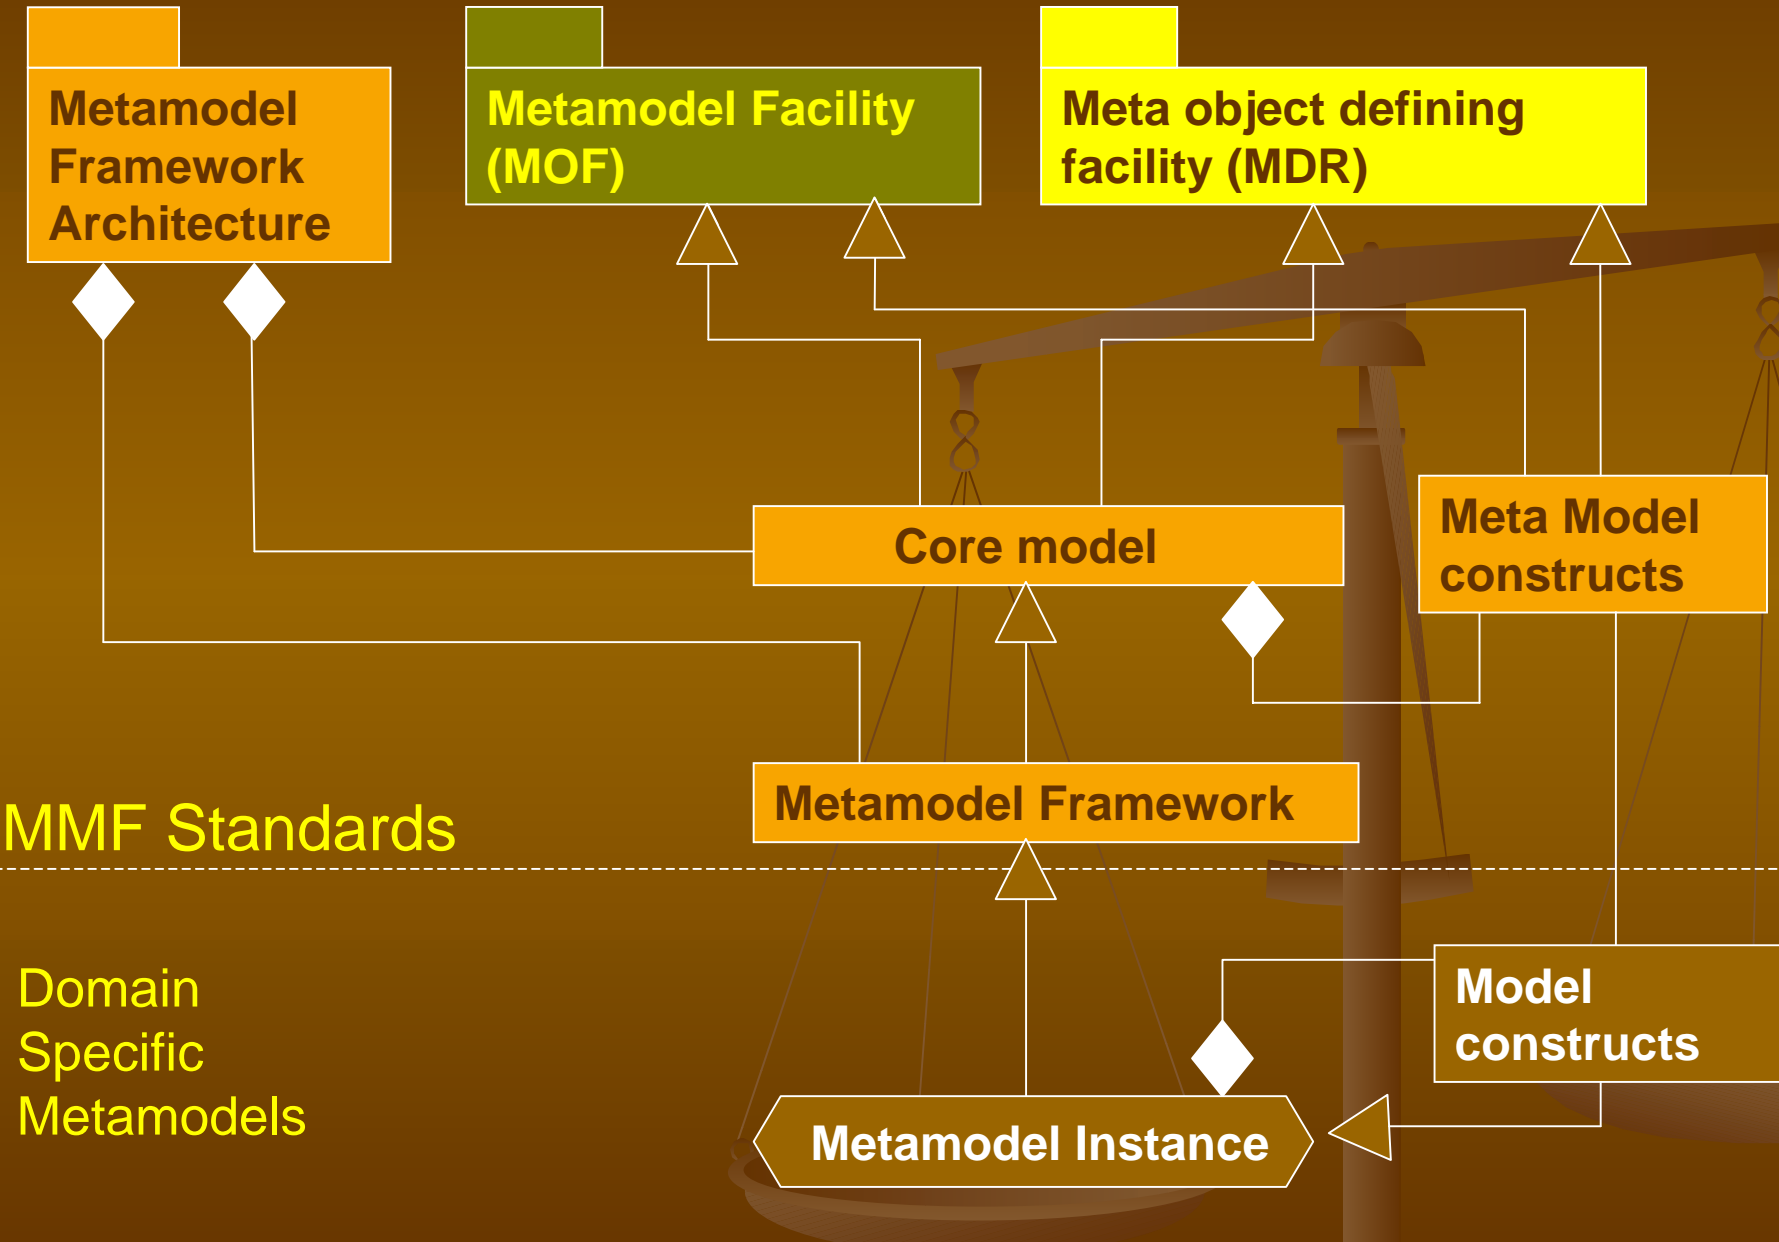 Metamodel
Framework
Architecture
Metamodel Facility
(MOF)
Meta object defining
facility (MDR)
Core model
Meta Model
constructs
Metamodel Framework
MMF Standards
Domain
Specific
Metamodels
Model
constructs
Metamodel Instance